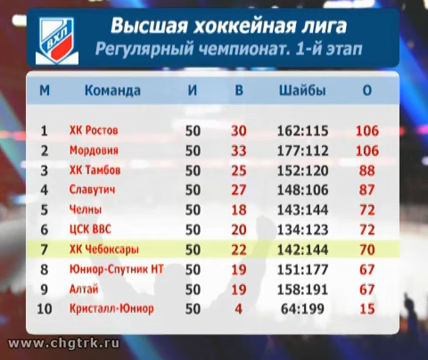 ВХЛ
Высшая хоккейная лига
Регулярный чемпионат. 1-й этап
М Команда И В Шайбы О
1 ХК Ростов 50 30 162:115 106
2 Мордовия 50 33 177:112 106
3 ХК Тамбов 50 25 152:120 88
4 Славутич 50 27 148:106 87
5 Челны 50 18 143:144 72
6 ЦСК ВВС 50 20 134:123 72
7 ХК Чебоксары 50 22 142:144 70
8 Юниор-Спутник НТ 50 19 151:177 67
9 Алтай 50 19 158:191 67
10 Кристалл-Юниор 50 4 64:199 15
www.chgtrk.ru